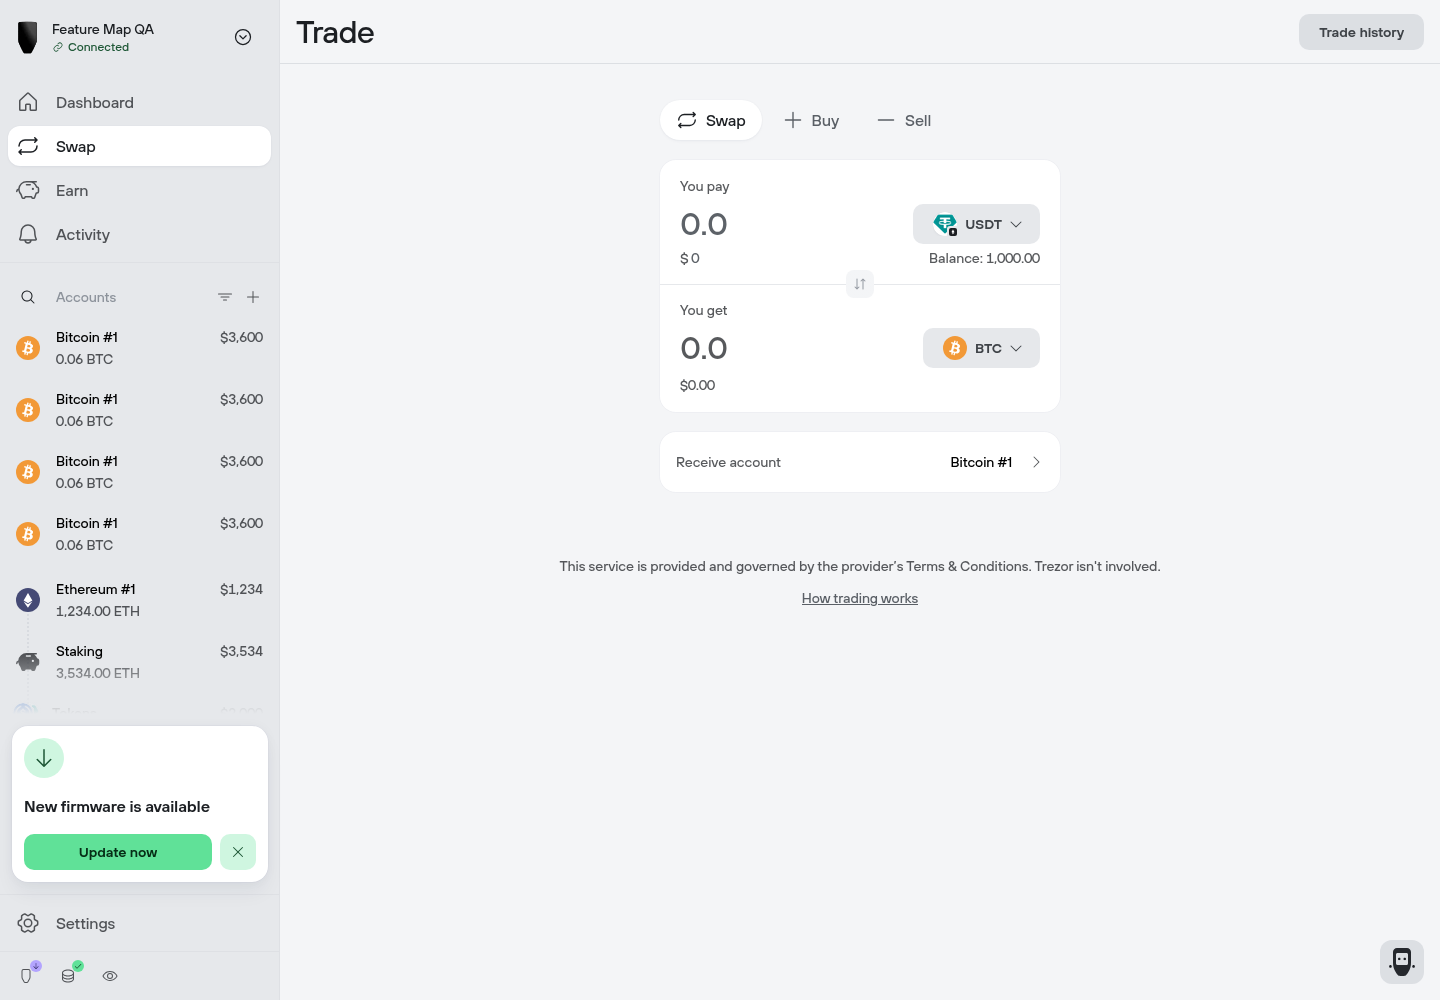 Feature Map QA
Connected
Dashboard
Swap
Earn
Activity
Accounts
Bitcoin #1 $3,600
0.06 BTC
Bitcoin #1 $3,600
0.06 BTC
Bitcoin #1 $3,600
0.06 BTC
Bitcoin #1 $3,600
0.06 BTC
Ethereum #1 $1,234
1,234.00 ETH
Staking $3,534
3,534.00 ETH
New firmware is available
Update now
Settings
Trade
Trade history
Swap Buy Sell
You pay
0.0 USDT
$ 0 Balance: 1,000.00
You get
0.0 BTC
$0.00
Receive account Bitcoin #1
This service is provided and governed by the provider's Terms & Conditions. Trezor isn't involved.
How trading works